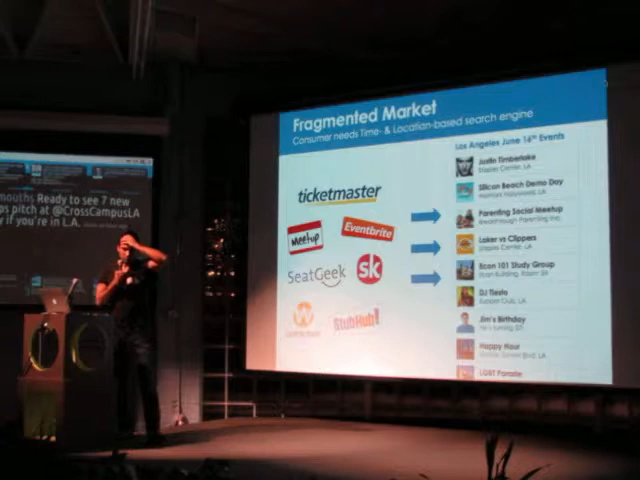 Fragmented Market
Consumer needs Time- & Location-based search engine
Los Angeles June 16th Events
ticketmaster
Meetup
Eventbrite
SeatGeek
sk
StubHub!
Justin Timberlake
Staples Center, LA
Silicon Beach Demo Day
Parenting Social Meetup
Laker vs Clippers
Staples Center, LA
Econ 101 Study Group
DJ Tiesto
Jim's Birthday
Happy Hour
LGBT Parade
mouths Ready to see 7 new
ps pitch at @CrossCampusLA
y if you're in L.A.